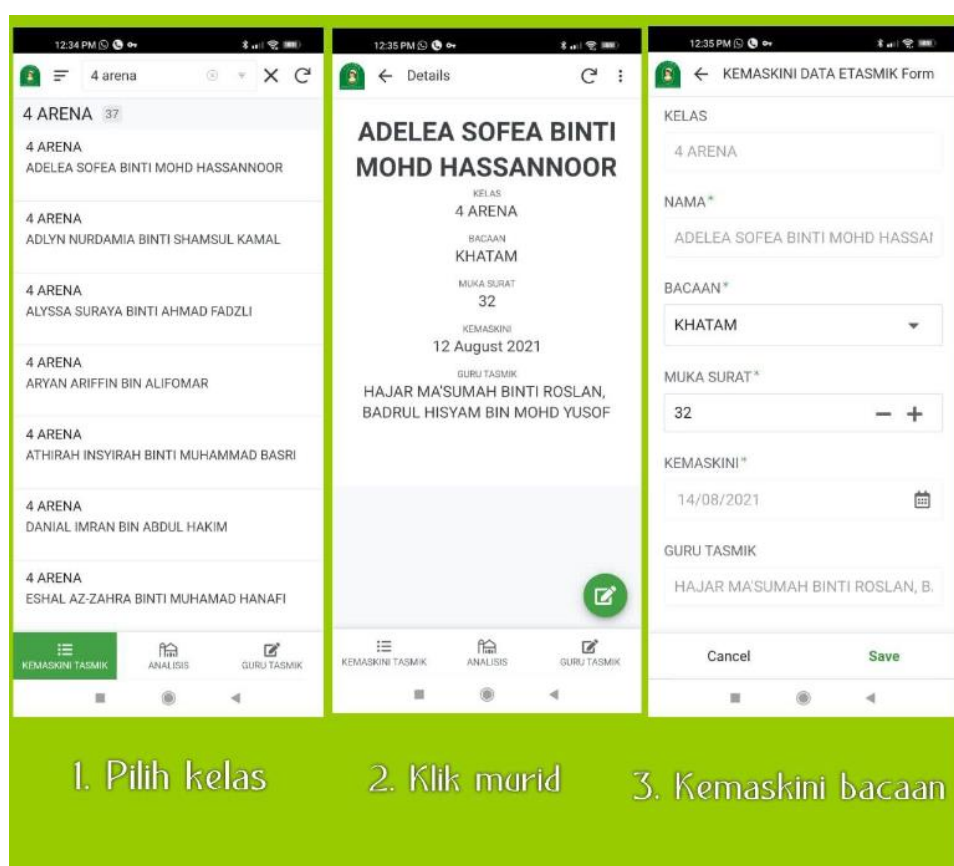 12:34 PM
4 arena
4 ARENA 37
4 ARENA
ADELEA SOFEA BINTI MOHD HASSANNOOR
4 ARENA
ADLYN NURDAMIA BINTI SHAMSUL KAMAL
4 ARENA
ALYSSA SURAYA BINTI AHMAD FADZLI
4 ARENA
ARYAN ARIFFIN BIN ALIFOMAR
4 ARENA
ATHIRAH INSYIRAH BINTI MUHAMMAD BASRI
4 ARENA
DANIAL IMRAN BIN ABDUL HAKIM
4 ARENA
ESHAL AZ-ZAHRA BINTI MUHAMAD HANAFI
KEMASKINI TASMIK ANALISIS GURU TASMIK
1. Pilih kelas
12:35 PM
Details
ADELEA SOFEA BINTI
MOHD HASSANNOOR
KELAS
4 ARENA
BACAAN
KHATAM
MUKA SURAT
32
KEMASKINI
12 August 2021
GURU TASMIK
HAJAR MA'SUMAH BINTI ROSLAN,
BADRUL HISYAM BIN MOHD YUSOF
KEMASKINI TASMIK ANALISIS GURU TASMIK
2. Klik murid
12:35 PM
KEMASKINI DATA ETASMIK Form
KELAS
4 ARENA
NAMA*
ADELEA SOFEA BINTI MOHD HASSAN
BACAAN*
KHATAM
MUKA SURAT*
32
KEMASKINI*
14/08/2021
GURU TASMIK
HAJAR MA'SUMAH BINTI ROSLAN, B.
Cancel Save
3. Kemaskini bacaan